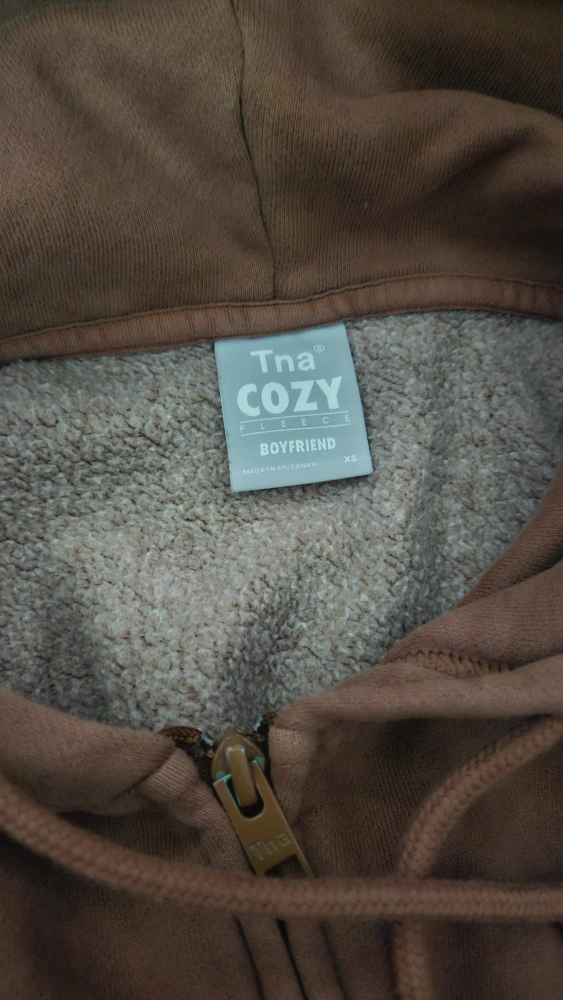 Tna®
COZY
FLEECE
BOYFRIEND
MADE IN SRI LANKA XS
Tna